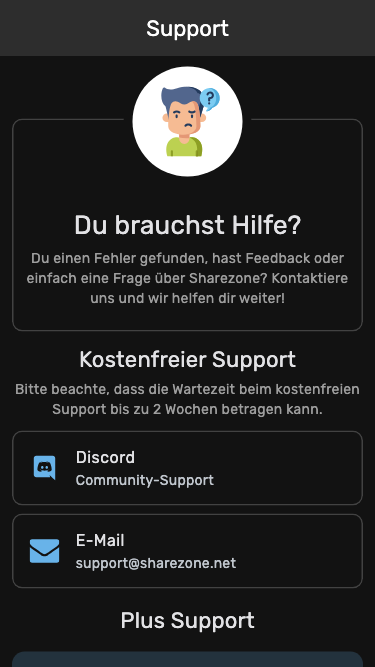 Support
?
Du brauchst Hilfe?
Du einen Fehler gefunden, hast Feedback oder
einfach eine Frage über Sharezone? Kontaktiere
uns und wir helfen dir weiter!
Kostenfreier Support
Bitte beachte, dass die Wartezeit beim kostenfreien
Support bis zu 2 Wochen betragen kann.
Discord
Community-Support
E-Mail
support@sharezone.net
Plus Support